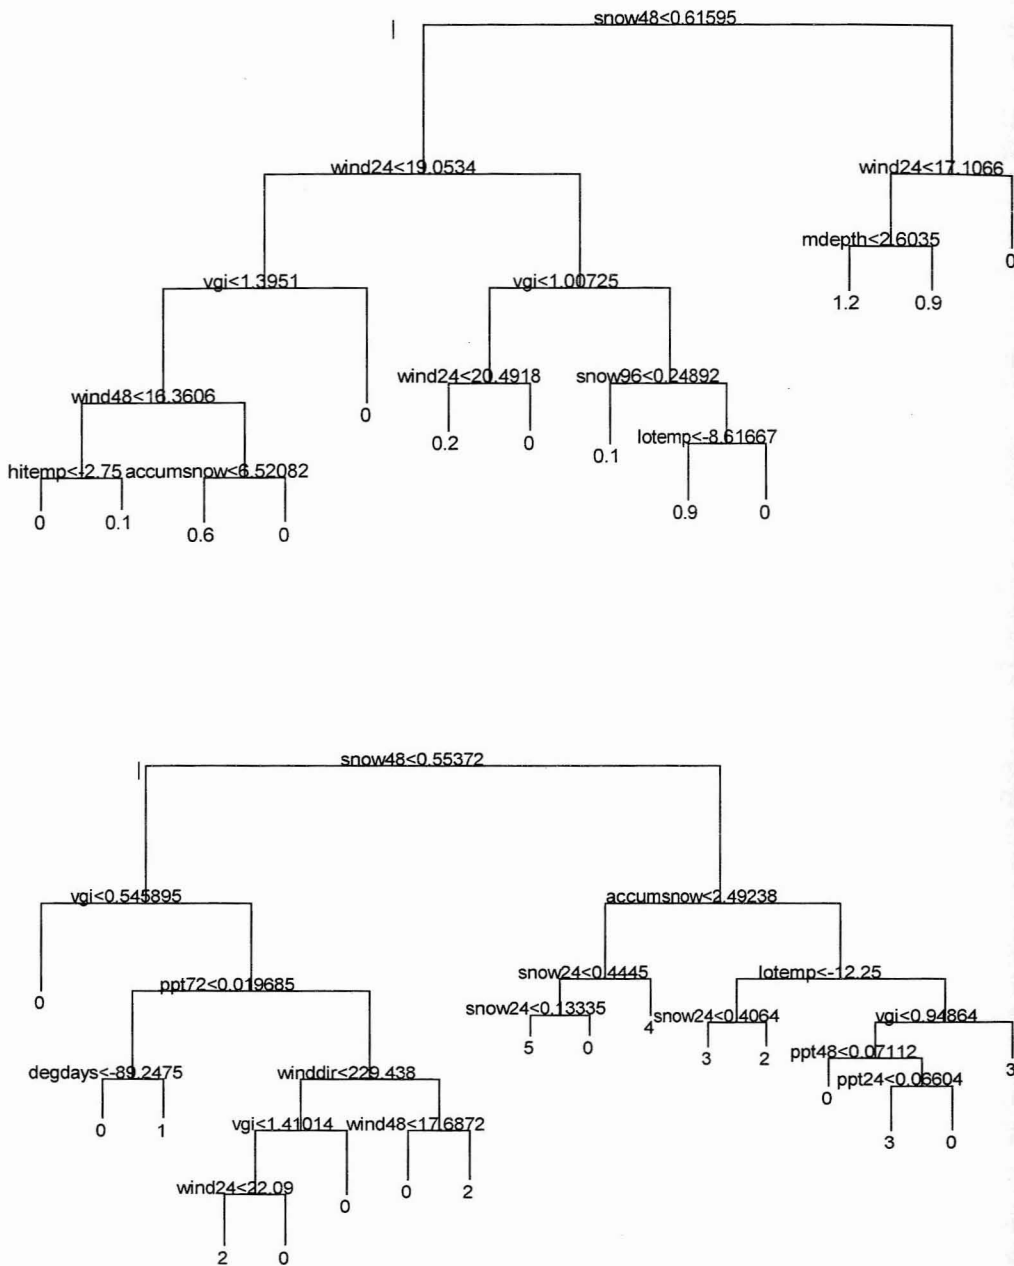 snow48<0.61595
wind24<19.0534 wind24<17.1066
mdepth<2.6035
0
vgi<1.3951 vgi<1.00725
1.2 0.9
wind24<20.4918 snow96<0.24892
wind48<16.3606
0
0.2 0 0.1 lotemp<-8.61667
hitemp<-2.75 accumsnow<6.52082
0.9 0
0 0.1 0.6 0
snow48<0.55372
vgi<0.545895 accumsnow<2.49238
snow24<0.4445 lotemp<-12.25
0 ppt72<0.019685
snow24<0.13335 4 snow24<0.4064 vgi<0.94864
5 0 3 2 ppt48<0.07112 3
degdays<-89.2475 winddir<229.438 0 ppt24<0.06604
0 1 vgi<1.41014 wind48<17.6872 3 0
wind24<22.09 0 0 2
2 0